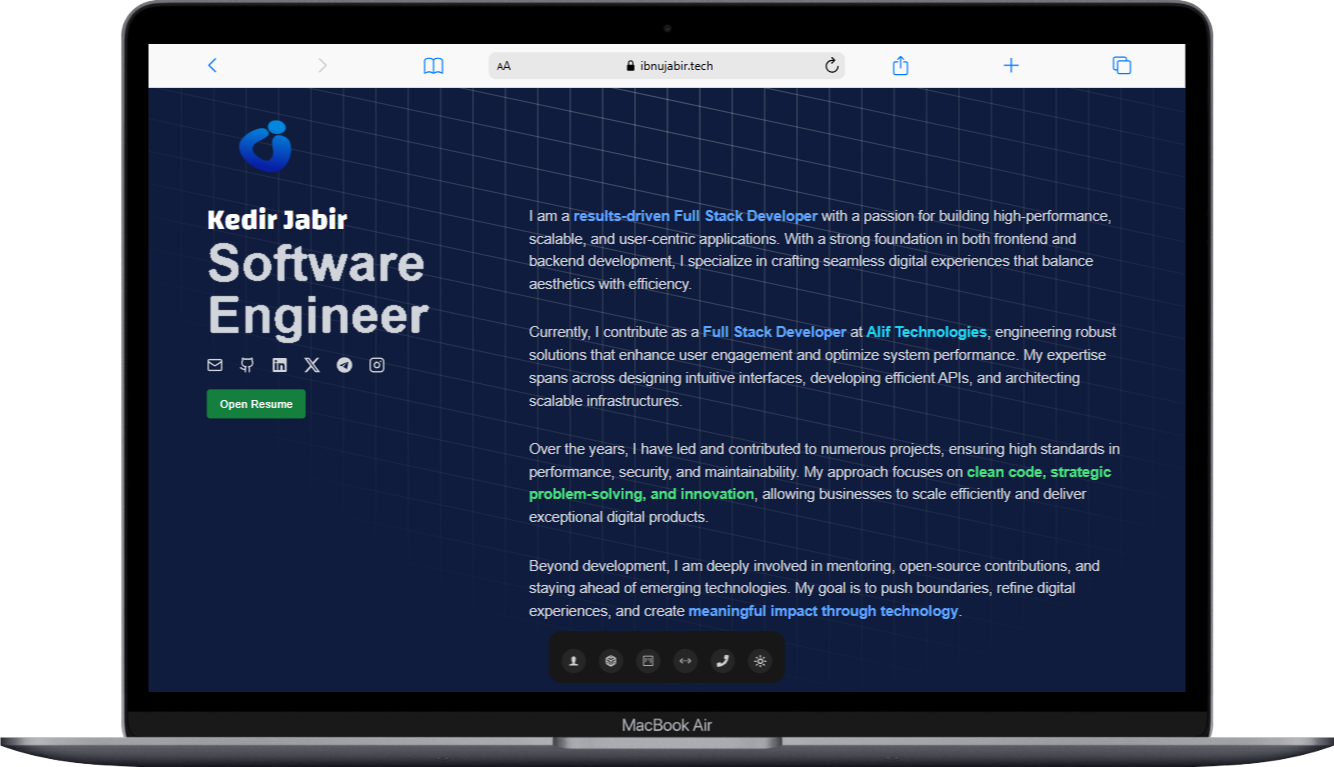 AA
ibnujabir.tech
Kedir Jabir
Software
Engineer
Open Resume
I am a results-driven Full Stack Developer with a passion for building high-performance,
scalable, and user-centric applications. With a strong foundation in both frontend and
backend development, I specialize in crafting seamless digital experiences that balance
aesthetics with efficiency.
Currently, I contribute as a Full Stack Developer at Alif Technologies, engineering robust
solutions that enhance user engagement and optimize system performance. My expertise
spans across designing intuitive interfaces, developing efficient APIs, and architecting
scalable infrastructures.
Over the years, I have led and contributed to numerous projects, ensuring high standards in
performance, security, and maintainability. My approach focuses on clean code, strategic
problem-solving, and innovation, allowing businesses to scale efficiently and deliver
exceptional digital products.
Beyond development, I am deeply involved in mentoring, open-source contributions, and
staying ahead of emerging technologies. My goal is to push boundaries, refine digital
experiences, and create meaningful impact through technology.
MacBook Air